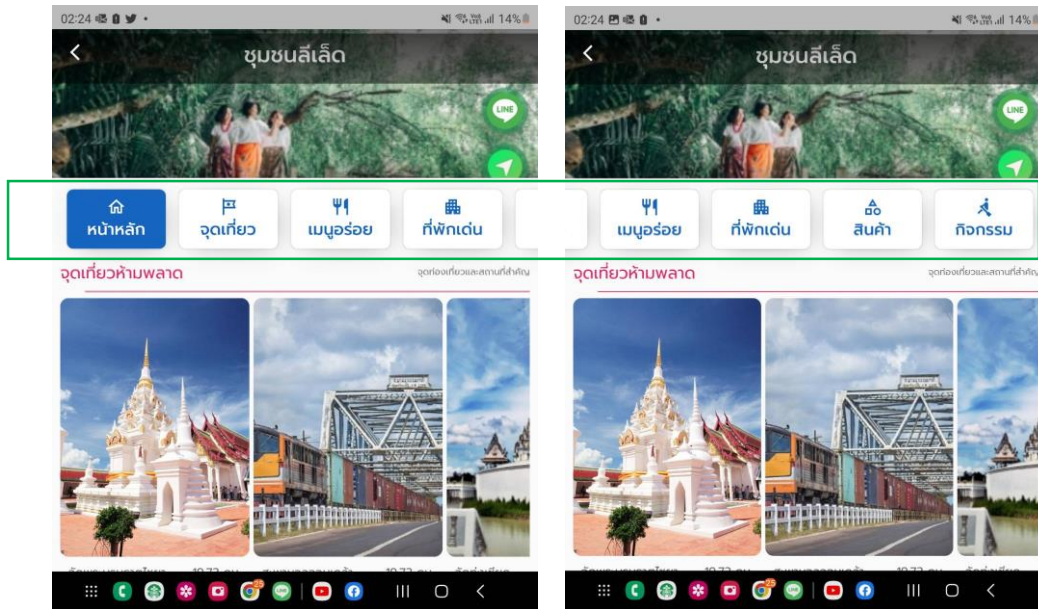 02:24
14%
ชุมชนลีเล็ด
LINE
หน้าหลัก
จุดเที่ยว
เมนูอร่อย
ที่พักเด่น
จุดเที่ยวห้ามพลาด
จุดท่องเที่ยวและสถานที่สำคัญ
25
02:24
14%
ชุมชนลีเล็ด
LINE
เมนูอร่อย
ที่พักเด่น
สินค้า
กิจกรรม
จุดเที่ยวห้ามพลาด
จุดท่องเที่ยวและสถานที่สำคัญ
25